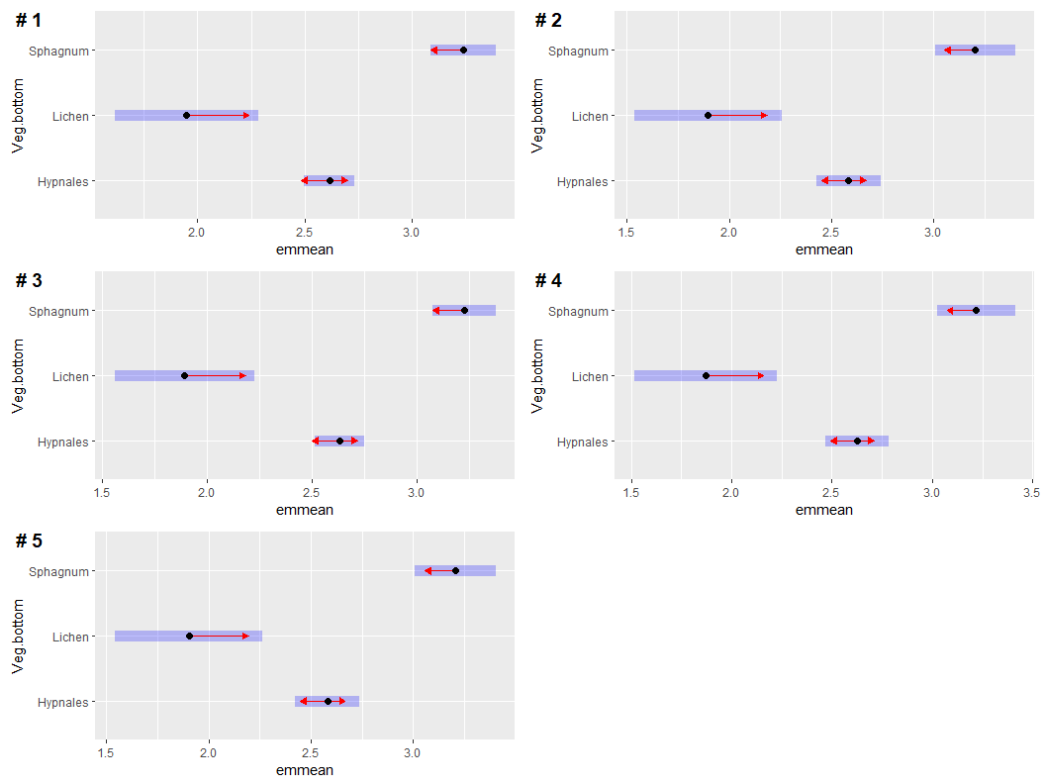 # 1
Sphagnum
Lichen
Hypnales
Veg.bottom
2.0 2.5 3.0
emmean
# 2
Sphagnum
Lichen
Hypnales
Veg.bottom
1.5 2.0 2.5 3.0
emmean
# 3
Sphagnum
Lichen
Hypnales
Veg.bottom
1.5 2.0 2.5 3.0
emmean
# 4
Sphagnum
Lichen
Hypnales
Veg.bottom
1.5 2.0 2.5 3.0 3.5
emmean
# 5
Sphagnum
Lichen
Hypnales
Veg.bottom
1.5 2.0 2.5 3.0
emmean